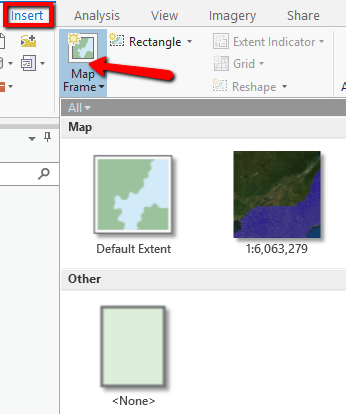 Insert Analysis View Imagery Share
Map Frame
Rectangle
Extent Indicator
Grid
Reshape
All
Map
Default Extent 1:6,063,279
Other
<None>